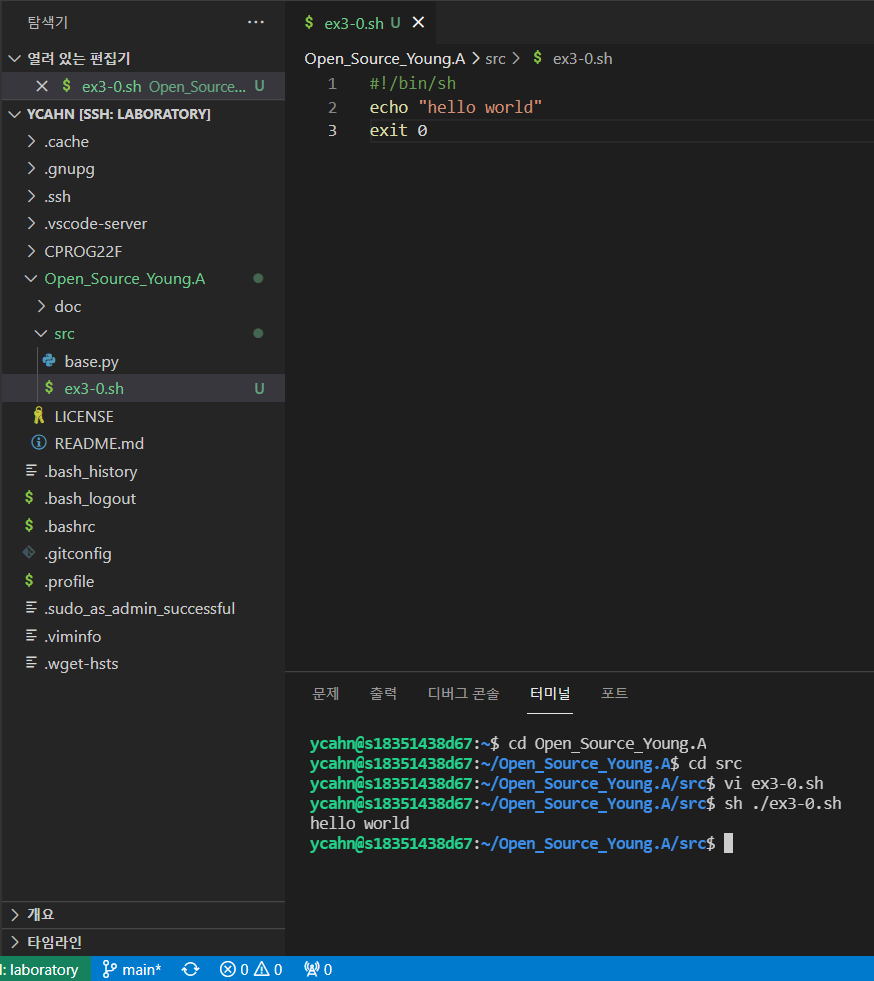 탐색기 ...
열려 있는 편집기
$ ex3-0.sh Open_Source... U
YCAHN [SSH: LABORATORY]
.cache
.gnupg
.ssh
.vscode-server
CPROG22F
Open_Source_Young.A
doc
src
base.py
$ ex3-0.sh U
LICENSE
README.md
.bash_history
$ .bash_logout
$ .bashrc
.gitconfig
$ .profile
.sudo_as_admin_successful
.viminfo
.wget-hsts
개요
타임라인
$ ex3-0.sh U
Open_Source_Young.A > src > $ ex3-0.sh
1 #!/bin/sh
2 echo "hello world"
3 exit 0
문제 출력 디버그 콘솔 터미널 포트
ycahn@s18351438d67:~$ cd Open_Source_Young.A
ycahn@s18351438d67:~/Open_Source_Young.A$ cd src
ycahn@s18351438d67:~/Open_Source_Young.A/src$ vi ex3-0.sh
ycahn@s18351438d67:~/Open_Source_Young.A/src$ sh ./ex3-0.sh
hello world
ycahn@s18351438d67:~/Open_Source_Young.A/src$
: laboratory main* 0 0 0